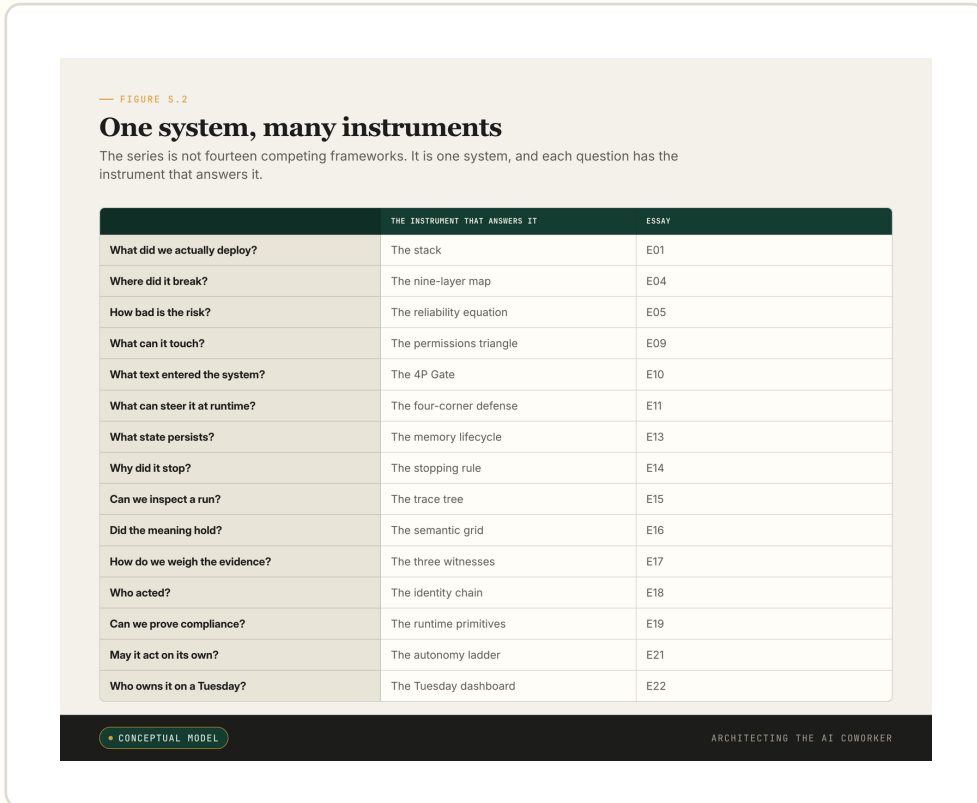 FIGURE S.2
One system, many instruments
The series is not fourteen competing frameworks. It is one system, and each question has the
instrument that answers it.
THE INSTRUMENT THAT ANSWERS IT ESSAY
What did we actually deploy? The stack E01
Where did it break? The nine-layer map E04
How bad is the risk? The reliability equation E05
What can it touch? The permissions triangle E09
What text entered the system? The 4P Gate E10
What can steer it at runtime? The four-corner defense E11
What state persists? The memory lifecycle E13
Why did it stop? The stopping rule E14
Can we inspect a run? The trace tree E15
Did the meaning hold? The semantic grid E16
How do we weigh the evidence? The three witnesses E17
Who acted? The identity chain E18
Can we prove compliance? The runtime primitives E19
May it act on its own? The autonomy ladder E21
Who owns it on a Tuesday? The Tuesday dashboard E22
CONCEPTUAL MODEL ARCHITECTING THE AI COWORKER